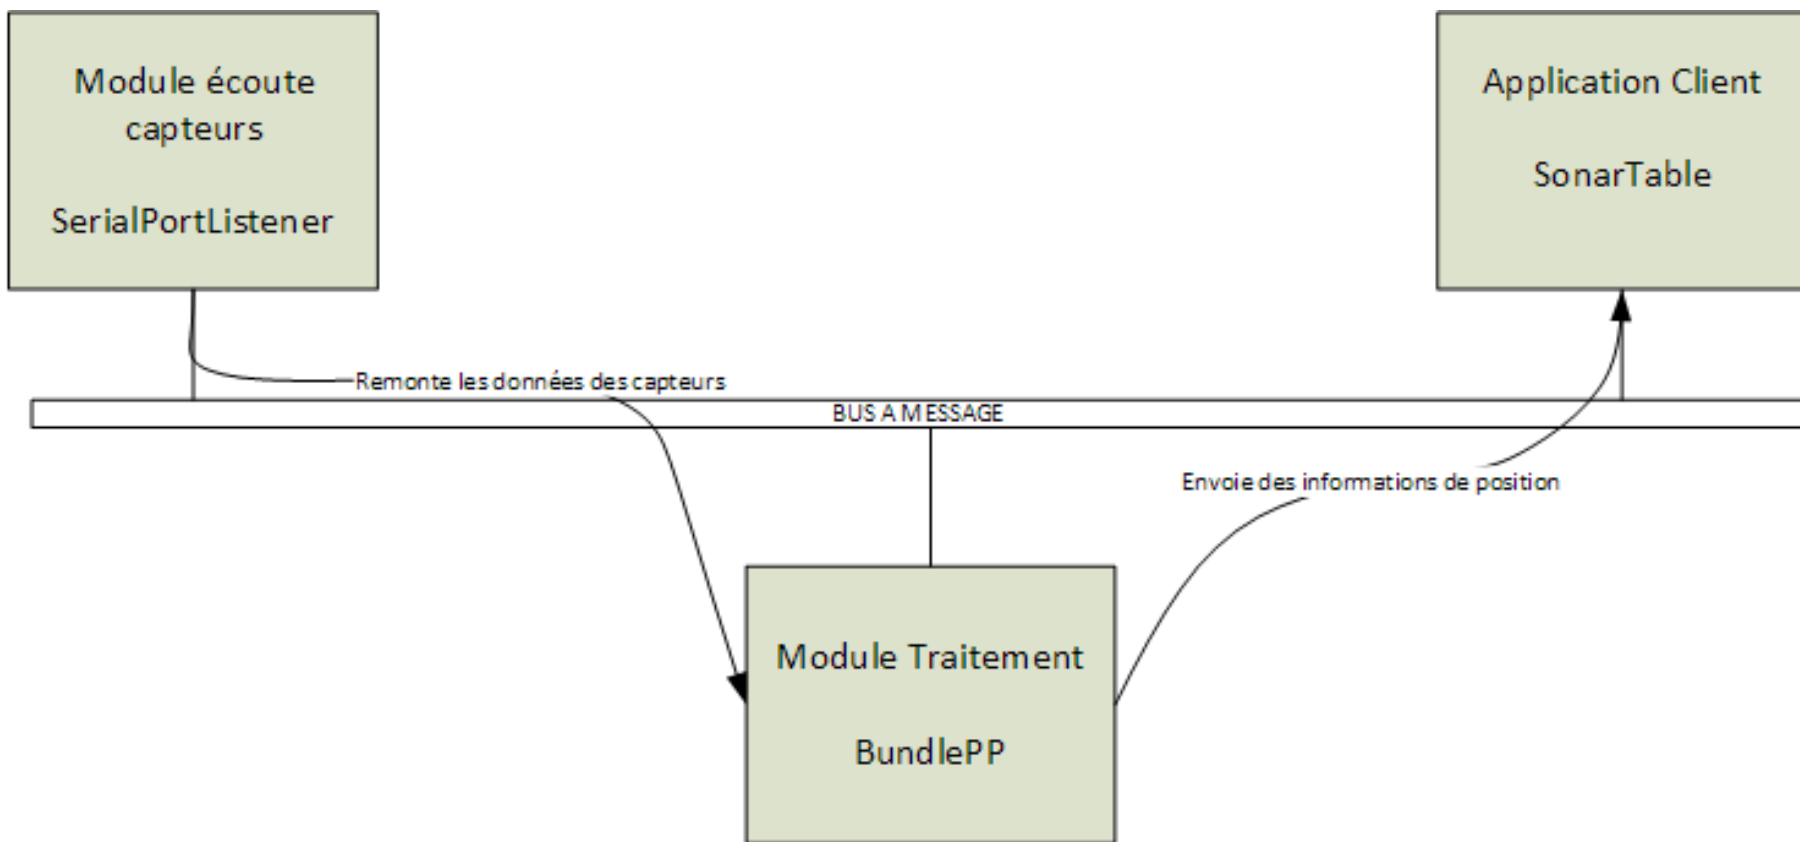 Module écoute
capteurs
SerialPortListener
Application Client
SonarTable
Remonte les données des capteurs
BUS A MESSAGE
Envoie des informations de position
Module Traitement
BundlePP